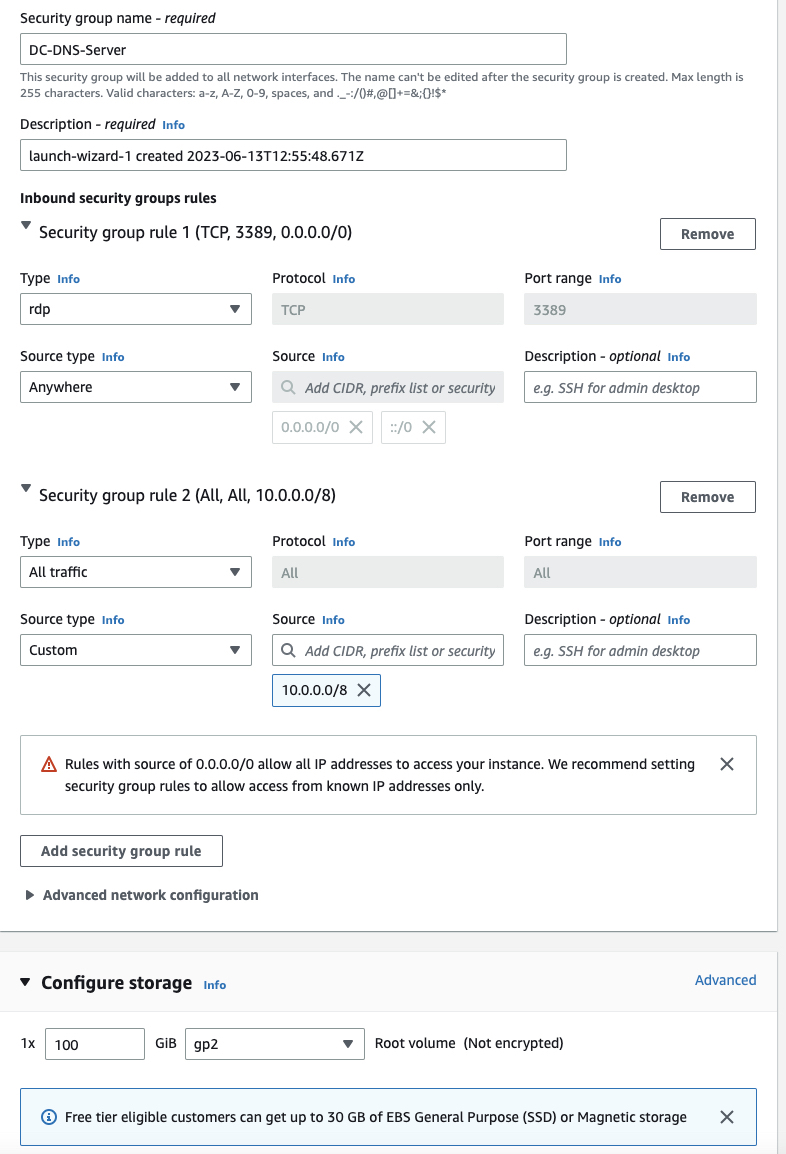 Security group name - required
DC-DNS-Server
This security group will be added to all network interfaces. The name can't be edited after the security group is created. Max length is
255 characters. Valid characters: a-z, A-Z, 0-9, spaces, and ._-:/()#,@[]+=&;{}!$*
Description - required Info
launch-wizard-1 created 2023-06-13T12:55:48.671Z
Inbound security groups rules
Security group rule 1 (TCP, 3389, 0.0.0.0/0)
Remove
Type Info
Protocol Info
Port range Info
rdp
TCP
3389
Source type Info
Source Info
Description - optional Info
Anywhere
Add CIDR, prefix list or security
e.g. SSH for admin desktop
0.0.0.0/0
::/0
Security group rule 2 (All, All, 10.0.0.0/8)
Remove
Type Info
Protocol Info
Port range Info
All traffic
All
All
Source type Info
Source Info
Description - optional Info
Custom
Add CIDR, prefix list or security
e.g. SSH for admin desktop
10.0.0.0/8
Rules with source of 0.0.0.0/0 allow all IP addresses to access your instance. We recommend setting
security group rules to allow access from known IP addresses only.
Add security group rule
Advanced network configuration
Configure storage Info
Advanced
1x 100 GiB gp2 Root volume (Not encrypted)
Free tier eligible customers can get up to 30 GB of EBS General Purpose (SSD) or Magnetic storage